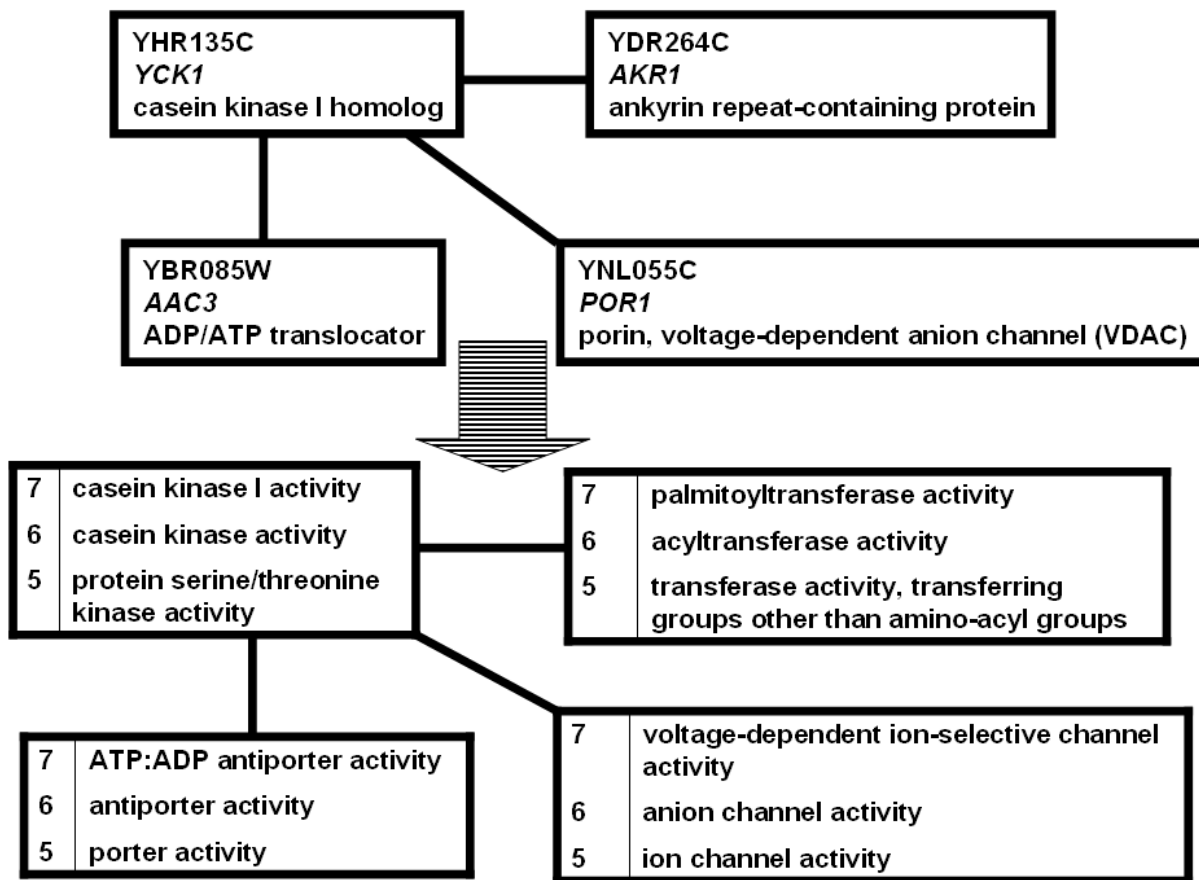 YHR135C
YCK1
casein kinase I homolog
YDR264C
AKR1
ankyrin repeat-containing protein
YBR085W
AAC3
ADP/ATP translocator
YNL055C
POR1
porin, voltage-dependent anion channel (VDAC)
7 casein kinase I activity
6 casein kinase activity
5 protein serine/threonine
kinase activity
7 palmitoyltransferase activity
6 acyltransferase activity
5 transferase activity, transferring
groups other than amino-acyl groups
7 ATP:ADP antiporter activity
6 antiporter activity
5 porter activity
7 voltage-dependent ion-selective channel
activity
6 anion channel activity
5 ion channel activity